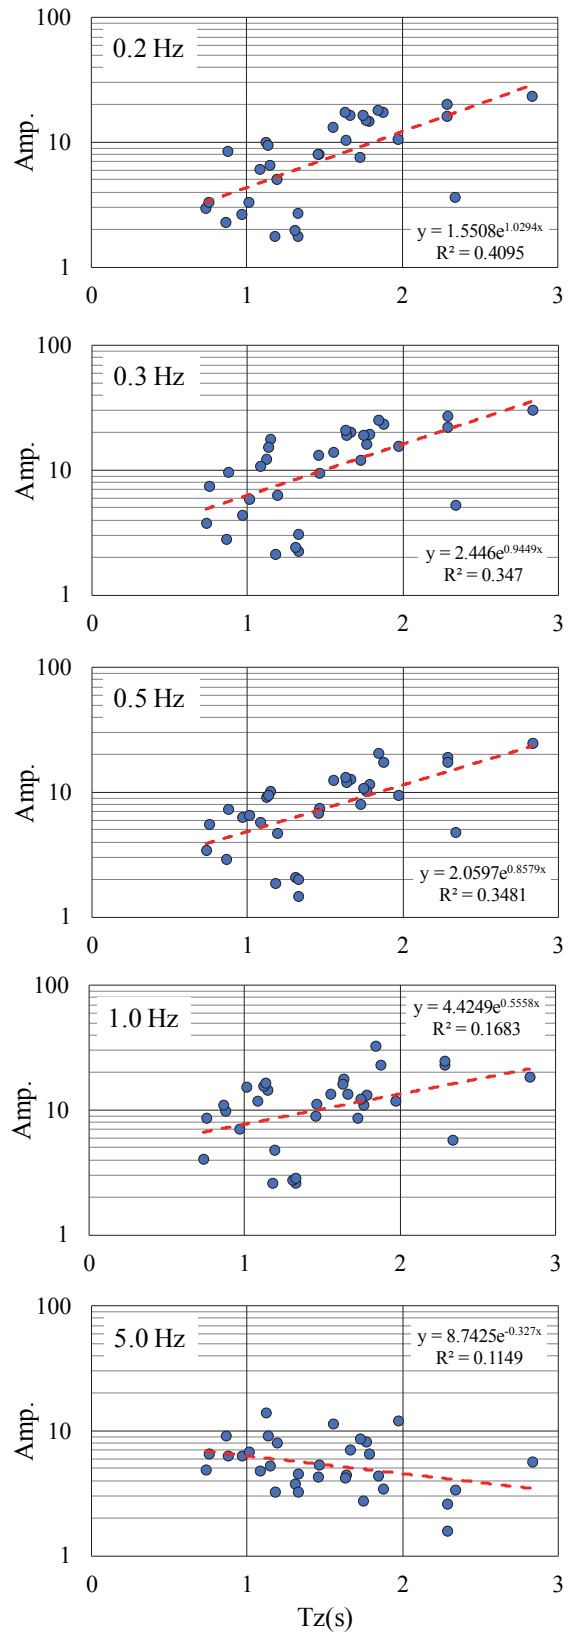 100
0.2 Hz
Amp.
10
y = 1.5508e^1.0294x
R² = 0.4095
1
0 1 2 3
100
0.3 Hz
Amp.
10
y = 2.446e^0.9449x
R² = 0.347
1
0 1 2 3
100
0.5 Hz
Amp.
10
y = 2.0597e^0.8579x
R² = 0.3481
1
0 1 2 3
100
y = 4.4249e^0.5558x
1.0 Hz
R² = 0.1683
Amp.
10
1
0 1 2 3
100
5.0 Hz
y = 8.7425e^-0.327x
R² = 0.1149
Amp.
10
1
0 1 2 3
Tz(s)